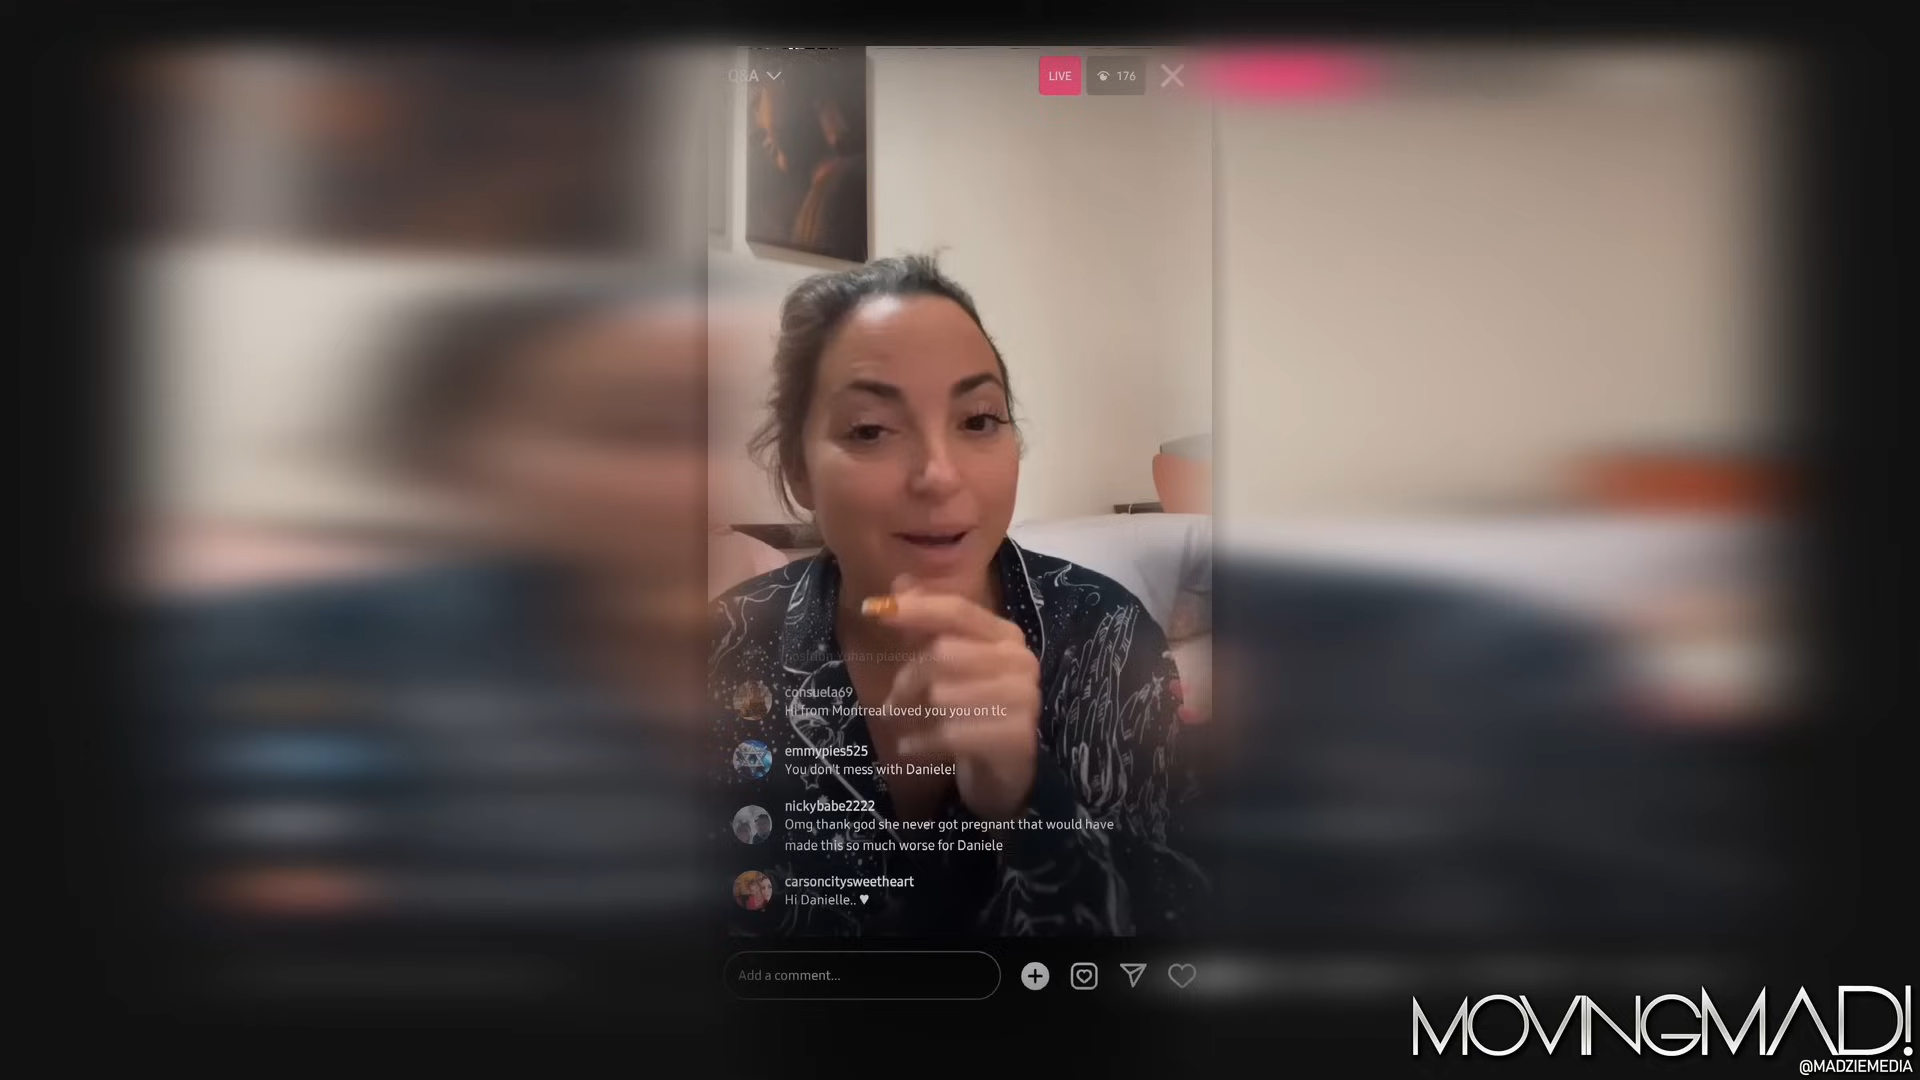 Q&A
LIVE
176
consuela69
Hi from Montreal loved you you on tlc
emmypies525
You don't mess with Daniele!
nickybabe2222
Omg thank god she never got pregnant that would have
made this so much worse for Daniele
carsoncitysweetheart
Hi Danielle.. ♥
Add a comment...
MOVINGMAD!
@MADZIEMEDIA